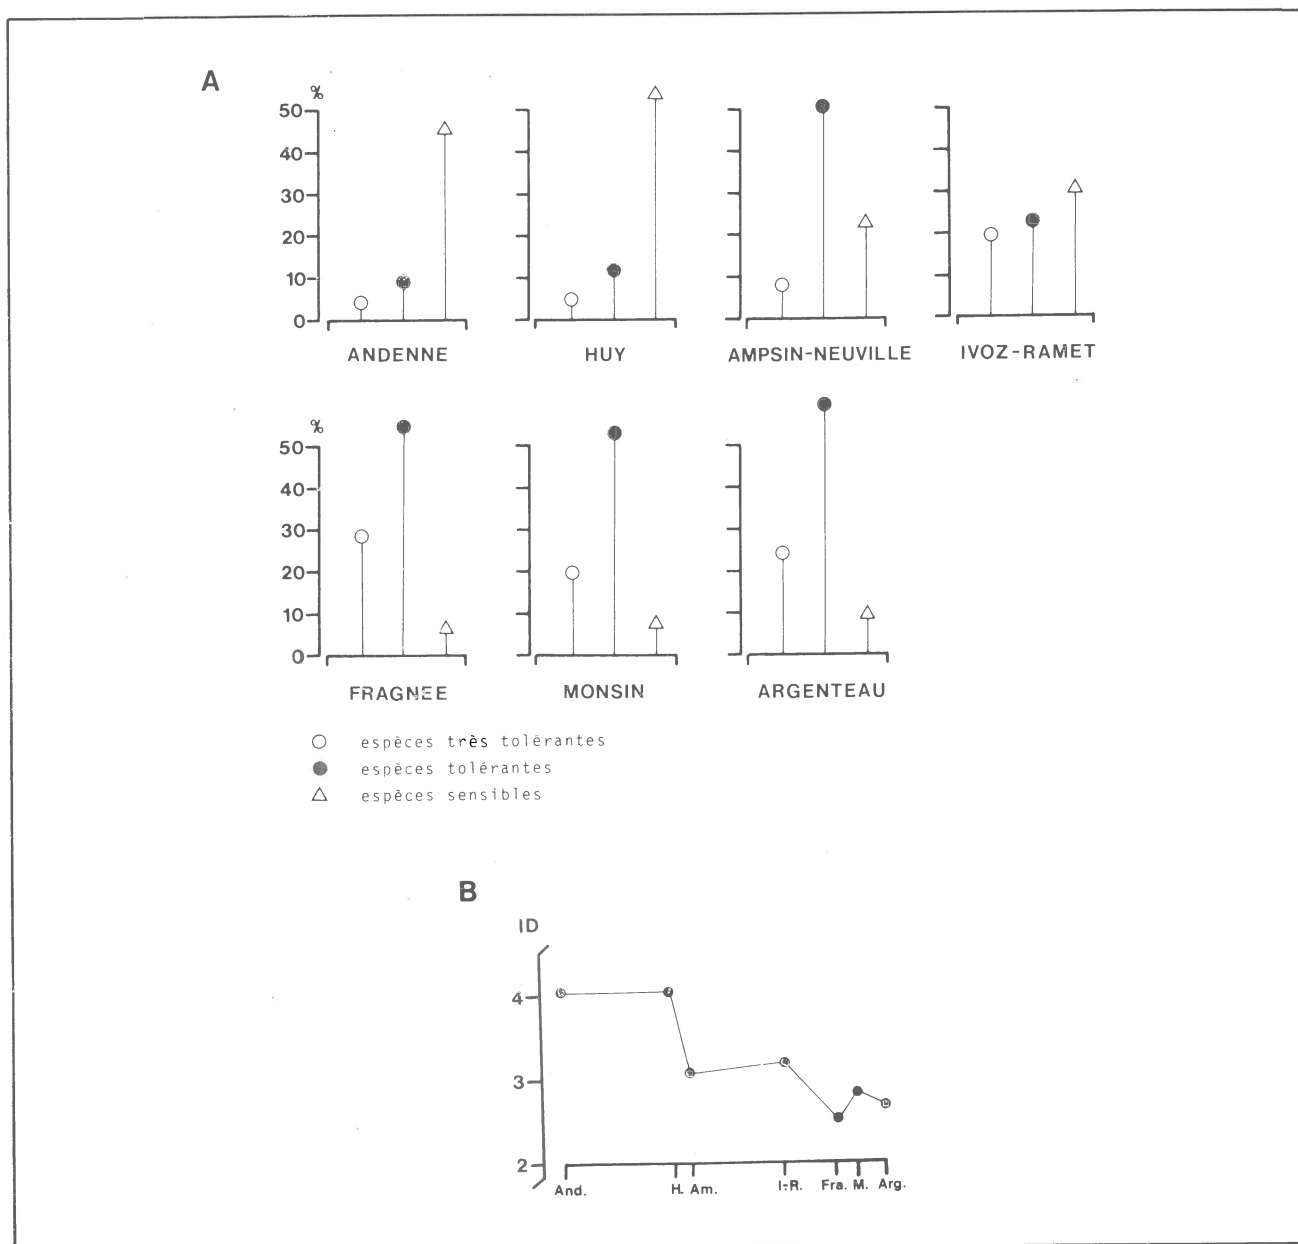 A
%
50
40
30
20
10
0
ANDENNE
HUY
AMPSIN-NEUVILLE
IVOZ-RAMET
%
50
40
30
20
10
0
FRAGNEE
MONSIN
ARGENTEAU
espèces très tolérantes
espèces tolérantes
espèces sensibles
B
ID
4
3
2
And. H. Am. I-R. Fra. M. Arg.